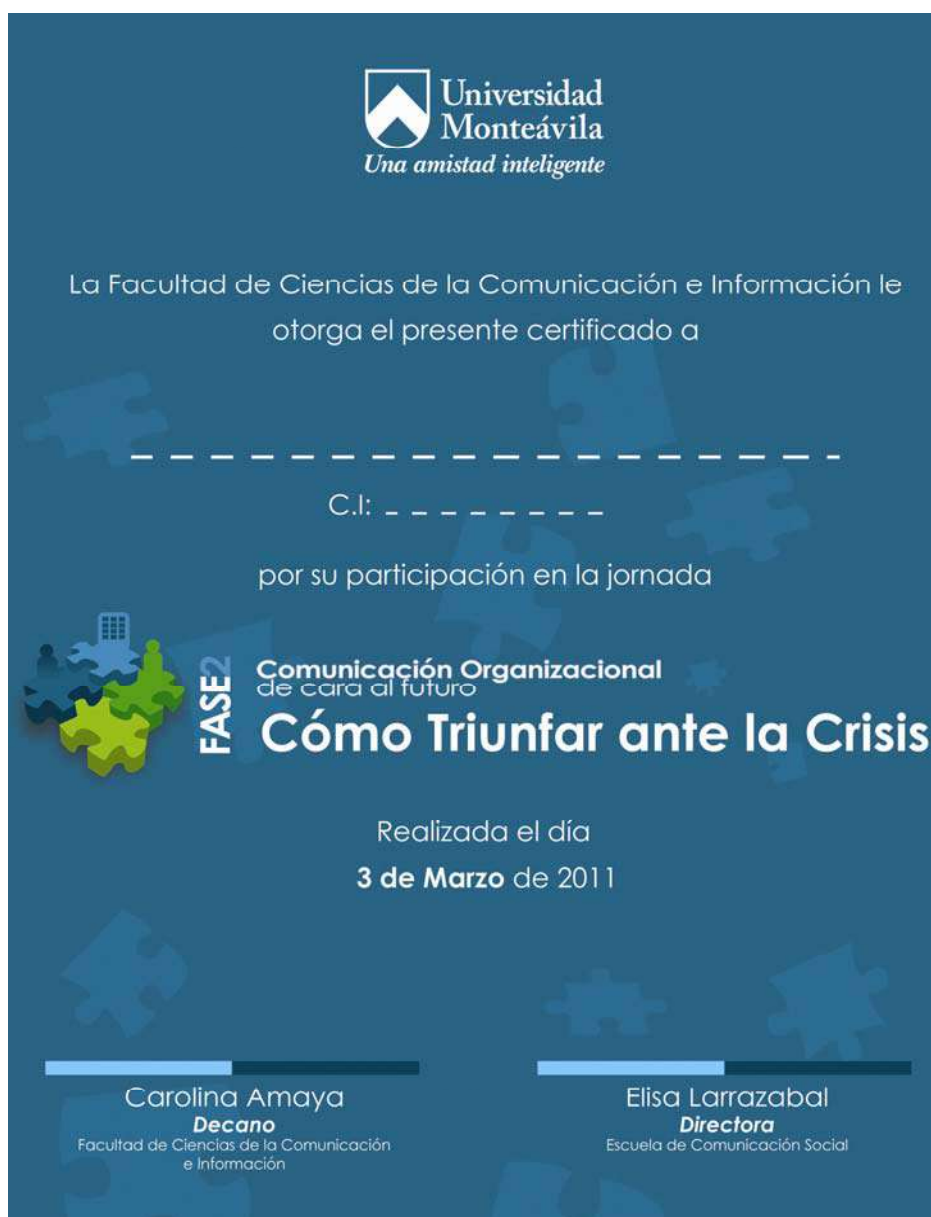 Universidad
Monteávila
Una amistad inteligente
La Facultad de Ciencias de la Comunicación e Información le
otorga el presente certificado a
C.I:
por su participación en la jornada
FASE2
Comunicación Organizacional
de cara al futuro
Cómo Triunfar ante la Crisis
Realizada el día
3 de Marzo de 2011
Carolina Amaya
Decano
Facultad de Ciencias de la Comunicación
e Información
Elisa Larrazabal
Directora
Escuela de Comunicación Social